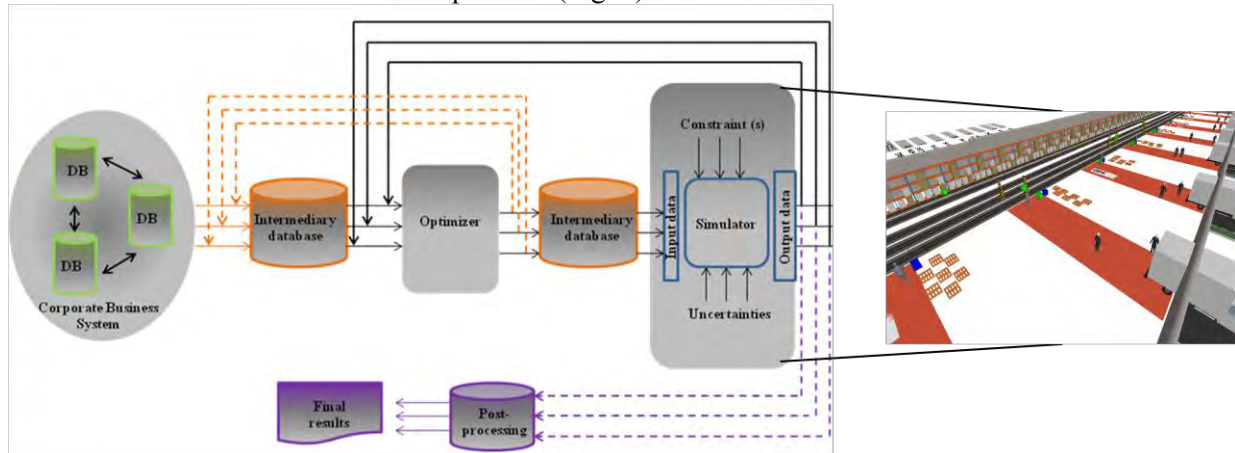 Constraint (s)
DB
DB
DB
Corporate Business
System
Intermediary
database
Optimizer
Intermediary
database
Input data
Simulator
Output data
Uncertainties
Final
results
Post-
processing